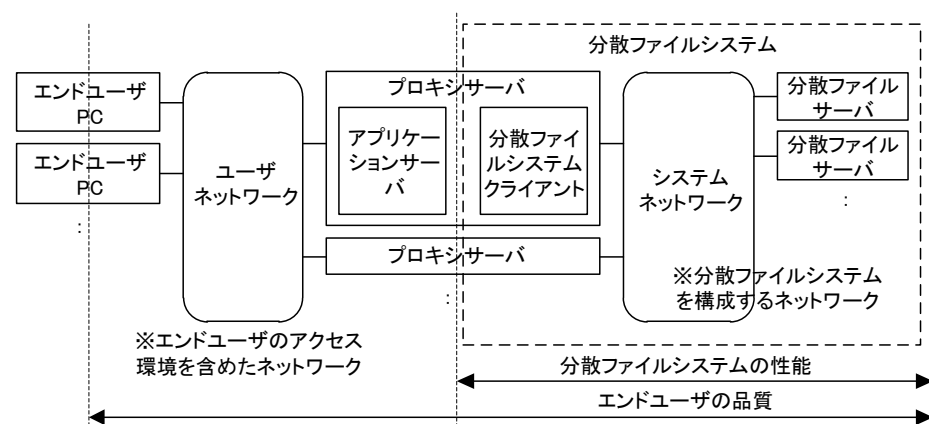 分散ファイルシステム
エンドユーザ
PC
エンドユーザ
PC
:
ユーザ
ネットワーク
※エンドユーザのアクセス
環境を含めたネットワーク
プロキシサーバ
アプリケー
ションサー
バ
分散ファイ
ルシステム
クライアント
プロキシサーバ
:
システム
ネットワーク
※分散ファイルシステム
を構成するネットワーク
分散ファイル
サーバ
分散ファイル
サーバ
:
分散ファイルシステムの性能
エンドユーザの品質